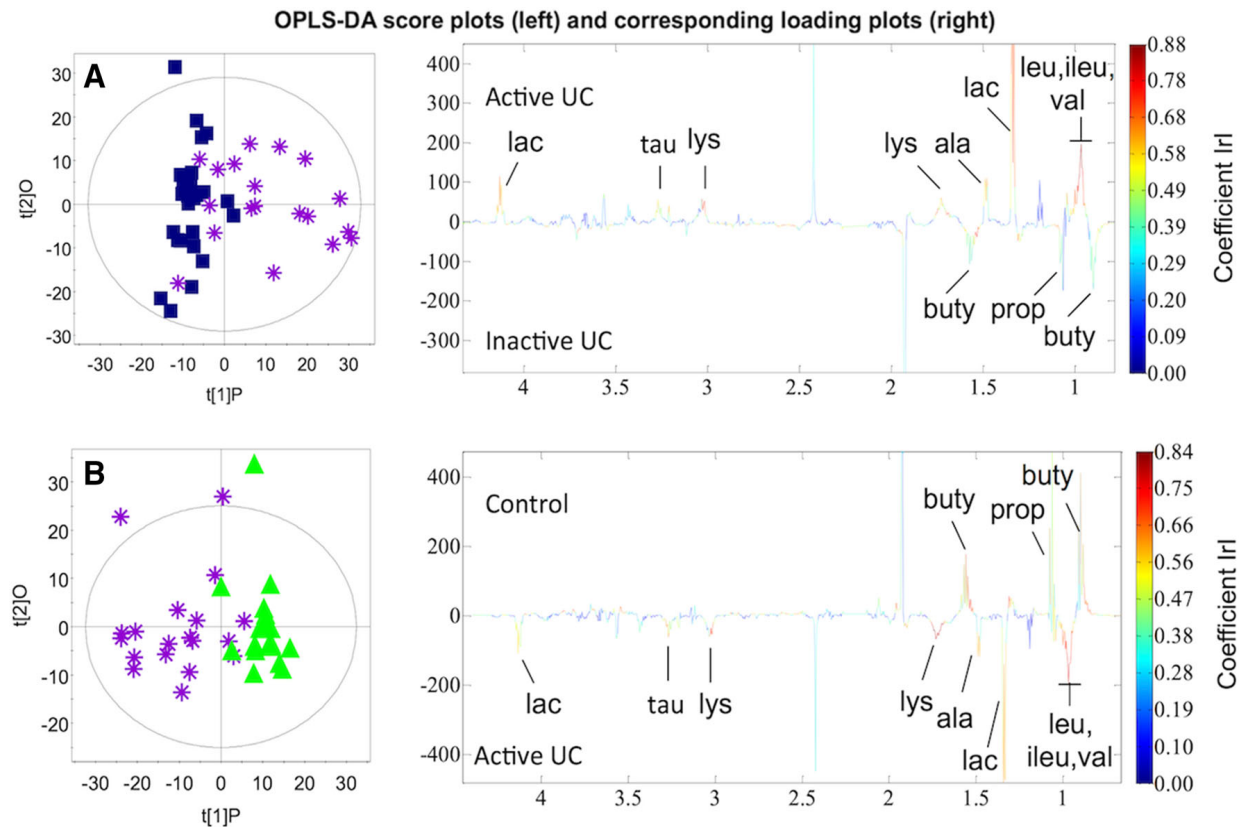 OPLS-DA score plots (left) and corresponding loading plots (right)
A
t[2]O
30
20
10
0
-10
-20
-30
-30 -20 -10 0 10 20 30
t[1]P
Active UC
Inactive UC
400
300
200
100
0
-100
-200
-300
lac
tau
lys
lys
ala
lac
leu,ileu,
val
buty
prop
buty
4 3.5 3 2.5 2 1.5 1
0.88
0.78
0.68
0.58
0.49
0.39
0.29
0.20
0.09
0.00
Coefficient IrI
B
t[2]O
30
20
10
0
-10
-20
-30 -20 -10 0 10 20 30
t[1]P
Control
Active UC
400
200
0
-200
-400
buty
prop
buty
lac
tau
lys
lys
ala
lac
leu,
ileu,val
4 3.5 3 2.5 2 1.5 1
0.84
0.75
0.66
0.56
0.47
0.38
0.29
0.19
0.10
0.00
Coefficient IrI